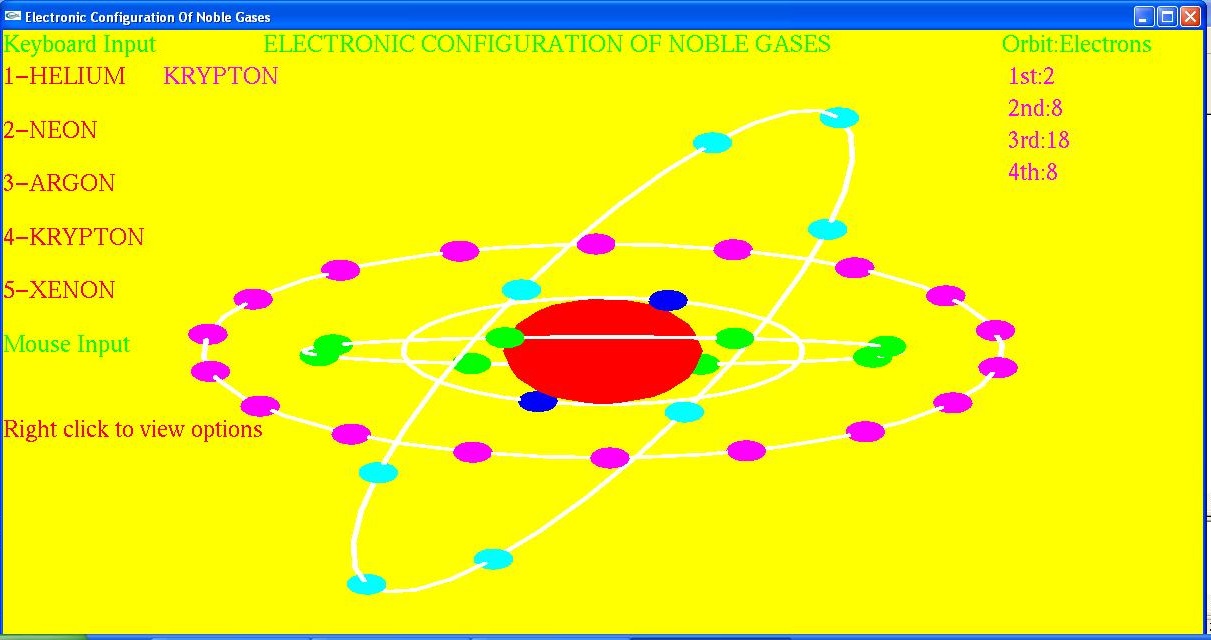 Electronic Configuration Of Noble Gases
Keyboard Input ELECTRONIC CONFIGURATION OF NOBLE GASES Orbit:Electrons
1-HELIUM KRYPTON 1st:2
2nd:8
2-NEON
3rd:18
4th:8
3-ARGON
4-KRYPTON
5-XENON
Mouse Input
Right click to view options